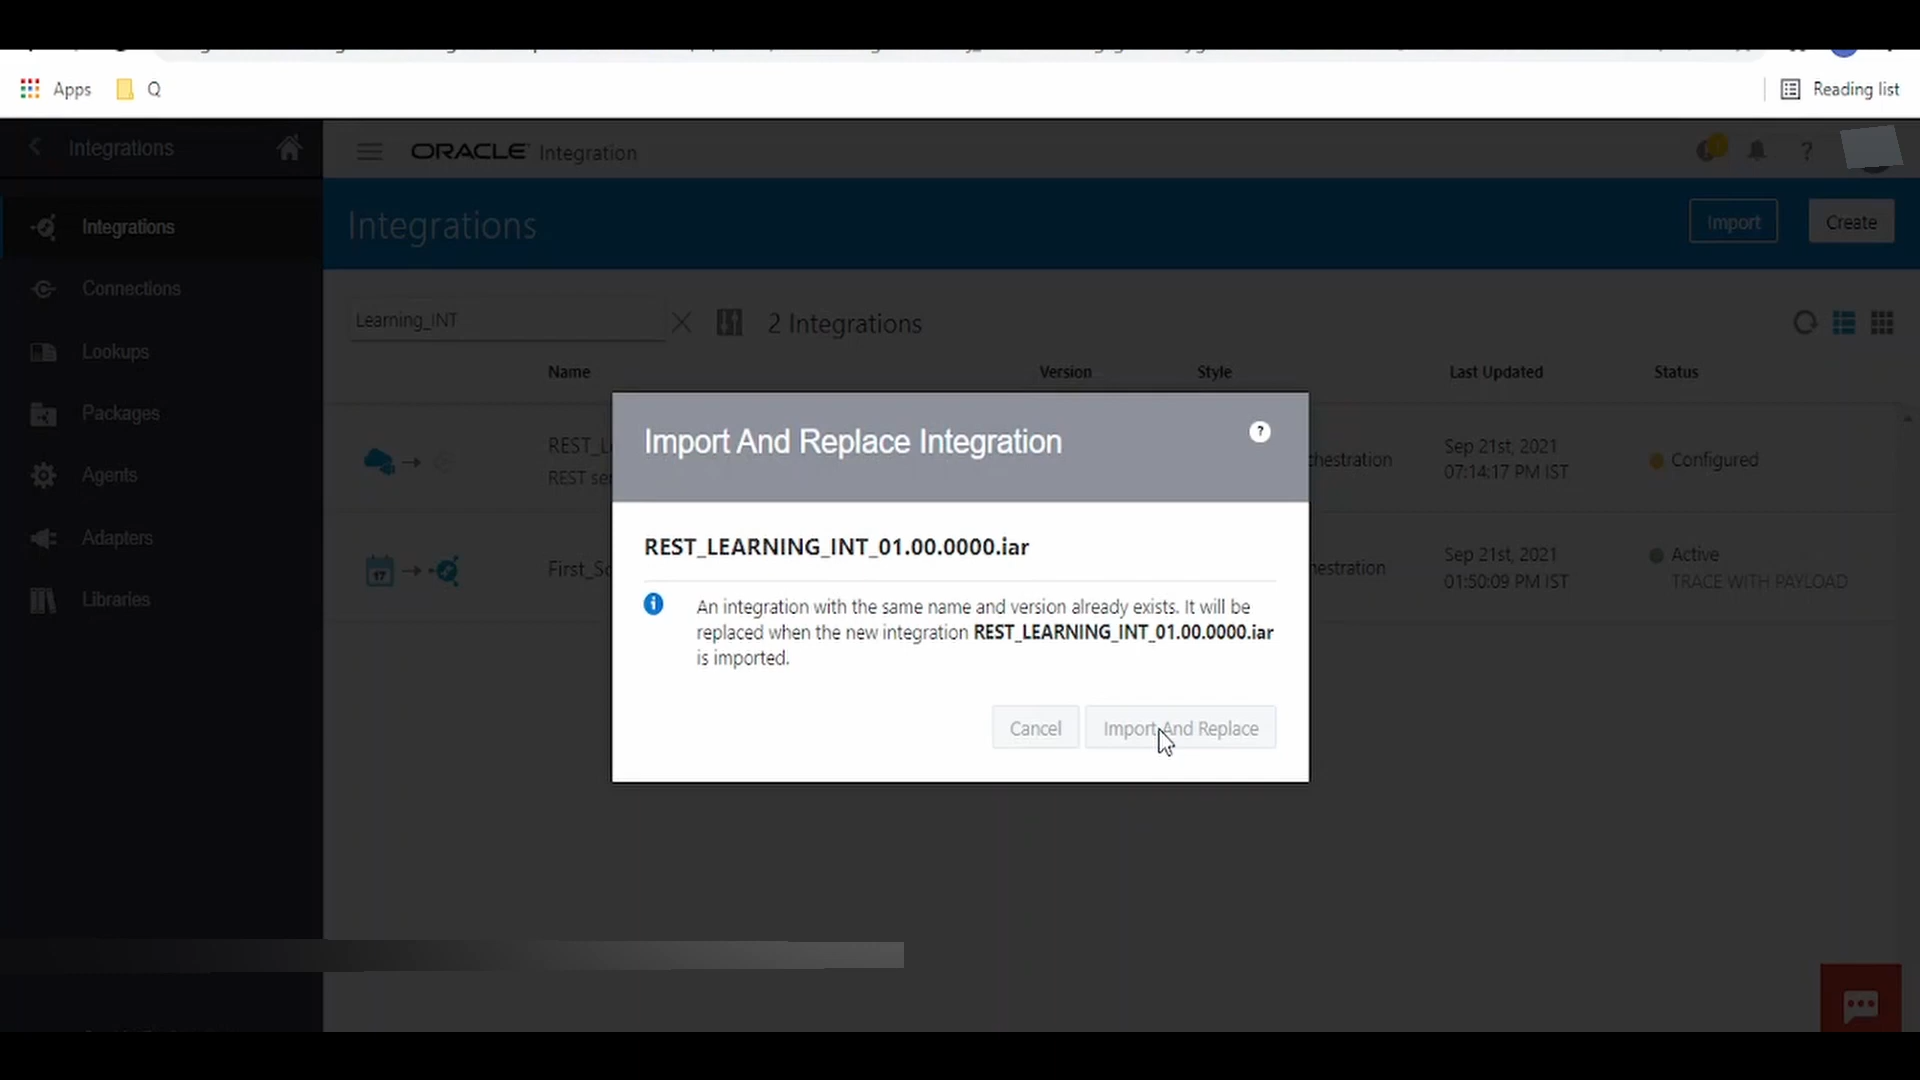 Apps
Q
Reading list
Integrations
ORACLE Integration
?
Integrations
Integrations
Import
Create
Connections
Learning_INT
2 Integrations
Lookups
Name
Version
Style
Last Updated
Status
Packages
Import And Replace Integration
?
REST_L
REST ser
chestration
Sep 21st, 2021
07:14:17 PM IST
Configured
Agents
Adapters
REST_LEARNING_INT_01.00.0000.iar
17
First_Sc
hestration
Sep 21st, 2021
01:50:09 PM IST
Active
TRACE WITH PAYLOAD
Libraries
An integration with the same name and version already exists. It will be
replaced when the new integration REST_LEARNING_INT_01.00.0000.iar
is imported.
Cancel
Import And Replace